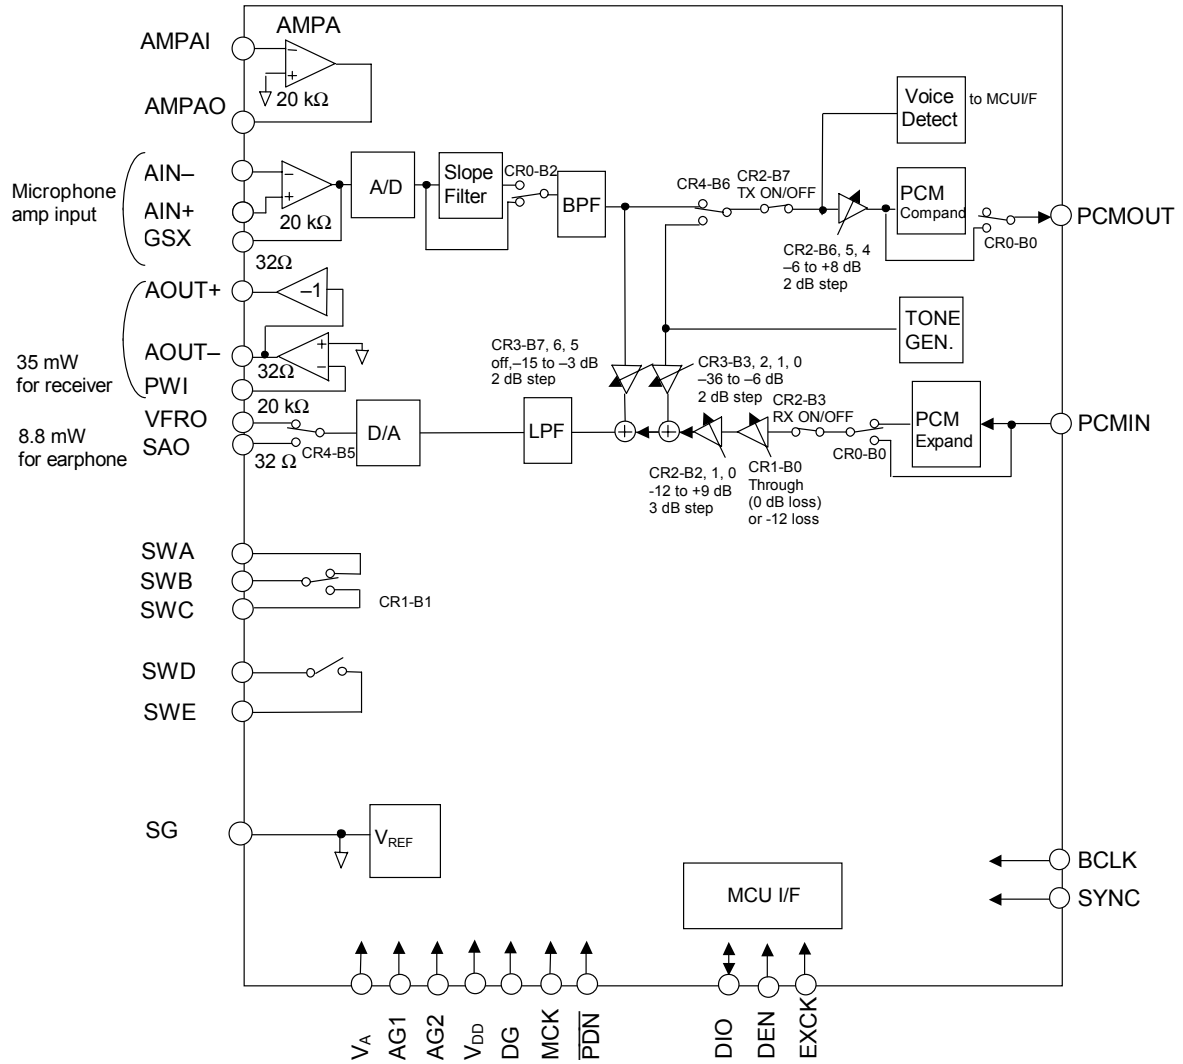 AMPAI
AMPA
–
+
20 kΩ
AMPAO
Microphone
amp input
AIN–
AIN+
GSX
–
+
20 kΩ
A/D
Slope
Filter
CR0-B2
BPF
CR4-B6
CR2-B7
TX ON/OFF
Voice
Detect
to MCUI/F
PCM
Compand
CR0-B0
PCMOUT
CR2-B6, 5, 4
–6 to +8 dB
2 dB step
32Ω
AOUT+
–1
AOUT–
+
–
32Ω
PWI
35 mW
for receiver
TONE
GEN.
CR3-B7, 6, 5
off,–15 to –3 dB
2 dB step
CR3-B3, 2, 1, 0
–36 to –6 dB
2 dB step
CR2-B3
RX ON/OFF
VFRO
20 kΩ
SAO
32 Ω
CR4-B5
8.8 mW
for earphone
D/A
LPF
+
+
CR2-B2, 1, 0
-12 to +9 dB
3 dB step
CR1-B0
Through
(0 dB loss)
or -12 loss
CR0-B0
PCM
Expand
PCMIN
SWA
SWB
SWC
CR1-B1
SWD
SWE
SG
VREF
MCU I/F
BCLK
SYNC
VA
AG1
AG2
VDD
DG
MCK
PDN
DIO
DEN
EXCK